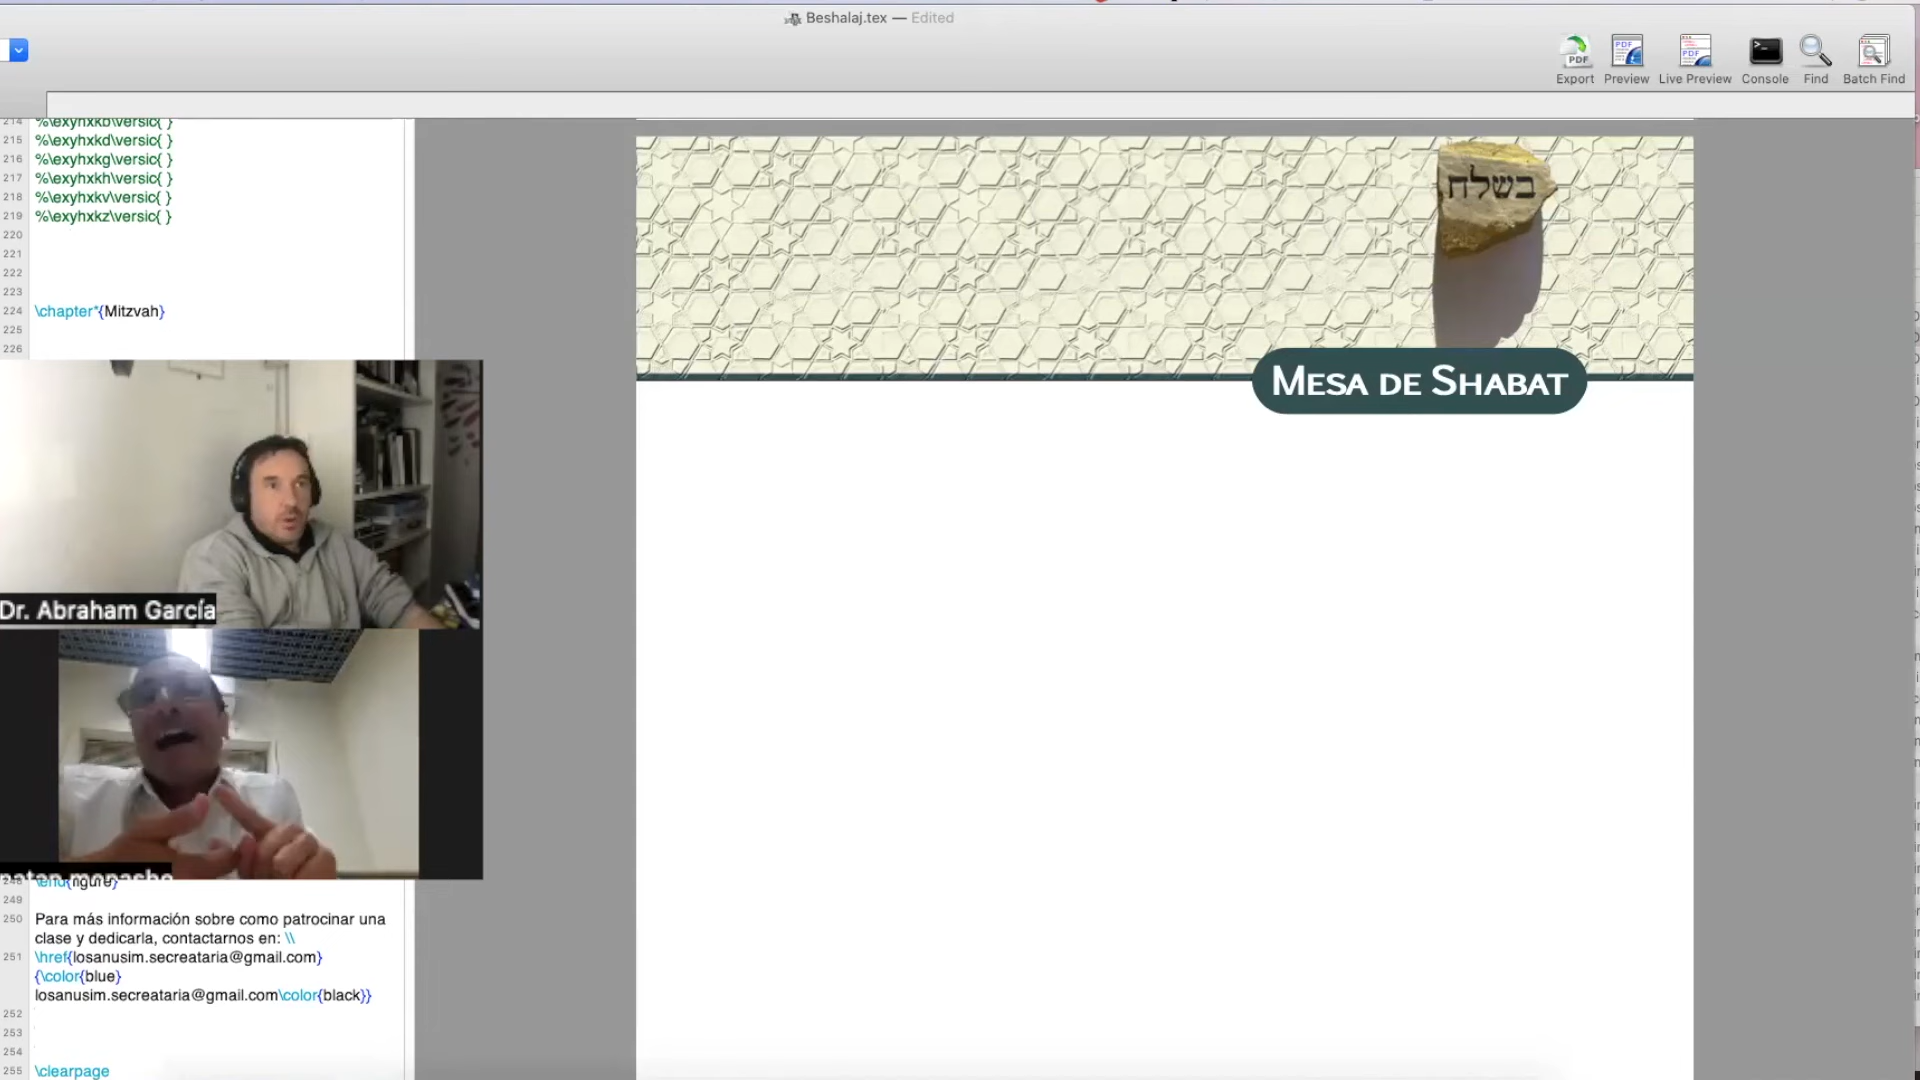 Beshalaj.tex — Edited
Export Preview Live Preview Console Find Batch Find
215 %\exyhxkd\versic{ }
216 %\exyhxkg\versic{ }
217 %\exyhxkh\versic{ }
218 %\exyhxkv\versic{ }
219 %\exyhxkz\versic{ }
220
221
222
223
224 \chapter*{Mitzvah}
225
226
Dr. Abraham García
249
250 Para más información sobre como patrocinar una
clase y dedicarla, contactarnos en: \\
251 \href{losanusim.secreataria@gmail.com}
{\color{blue}
losanusim.secreataria@gmail.com\color{black}}
252
253
254
255 \clearpage
בשלח
Mesa de Shabat